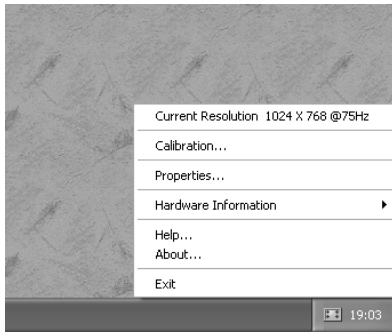 Current Resolution 1024 X 768 @75Hz
Calibration...
Properties...
Hardware Information
Help...
About...
Exit
19:03